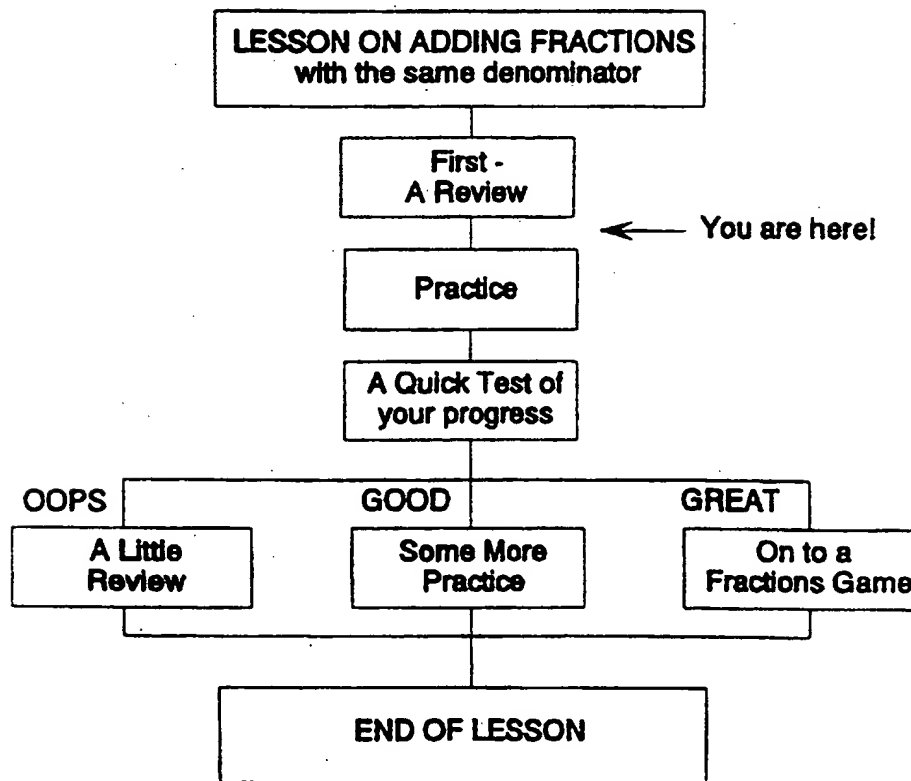 LESSON ON ADDING FRACTIONS
with the same denominator
First -
A Review
You are here!
Practice
A Quick Test of
your progress
OOPS
GOOD
GREAT
A Little
Review
Some More
Practice
On to a
Fractions Game
END OF LESSON